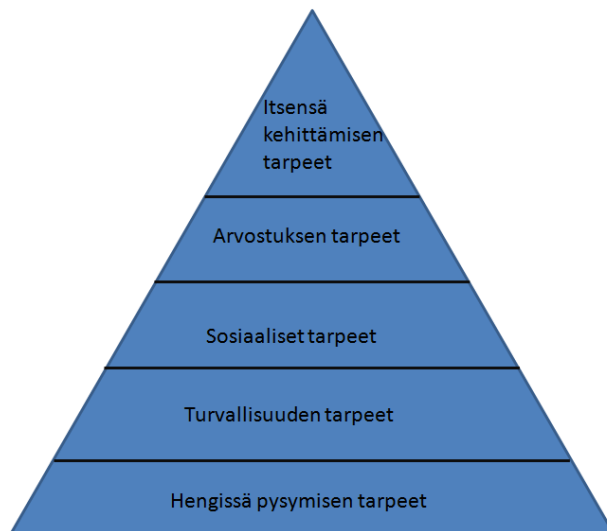 Itsensä
kehittämisen
tarpeet
Arvostuksen tarpeet
Sosiaaliset tarpeet
Turvallisuuden tarpeet
Hengissä pysymisen tarpeet